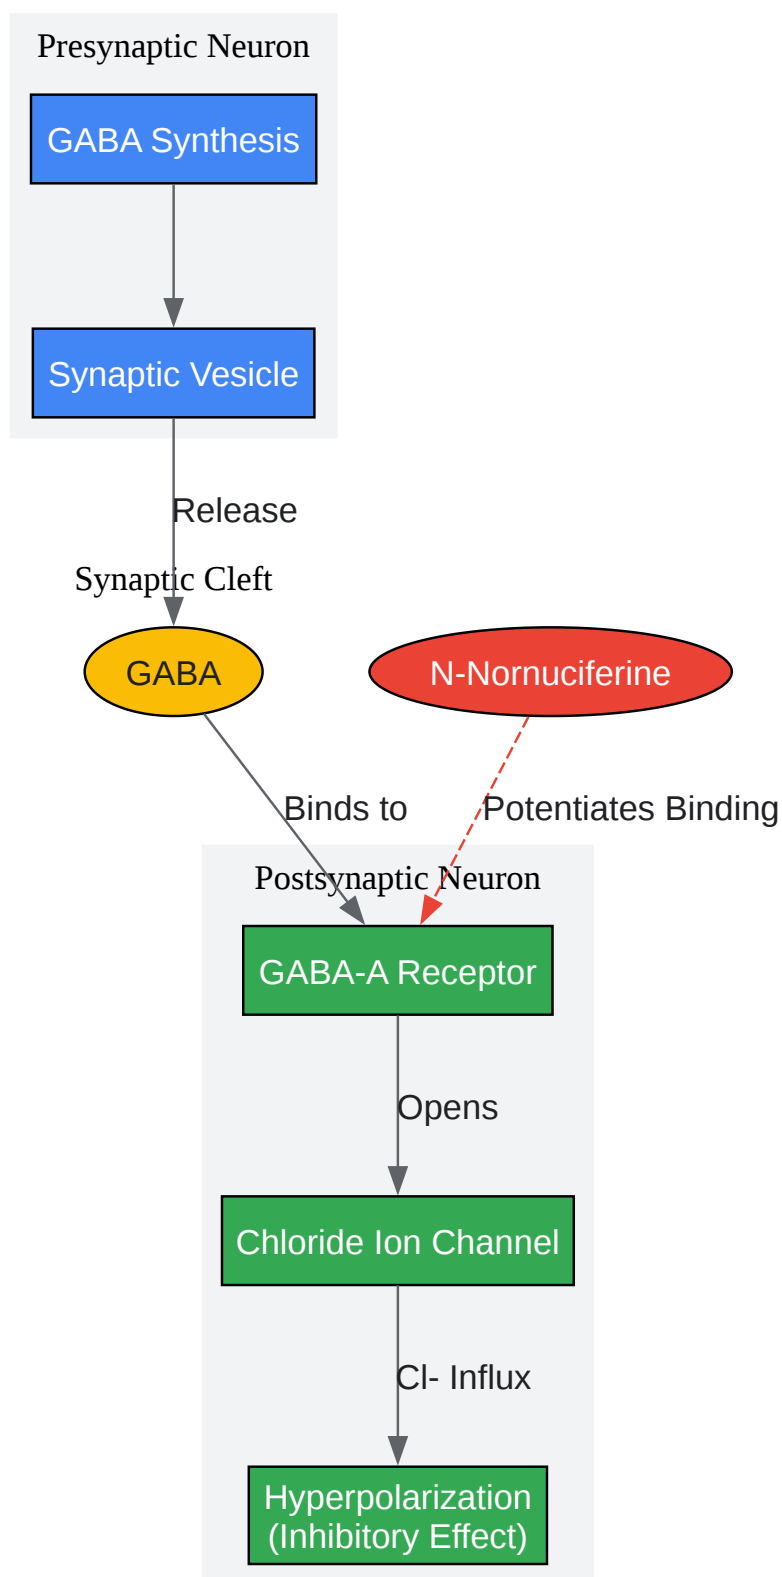 Presynaptic Neuron
GABA Synthesis
Synaptic Vesicle
Release
Synaptic Cleft
GABA
N-Nornuciferine
Binds to
Potentiates Binding
Postsynaptic Neuron
GABA-A Receptor
Opens
Chloride Ion Channel
Cl- Influx
Hyperpolarization
(Inhibitory Effect)